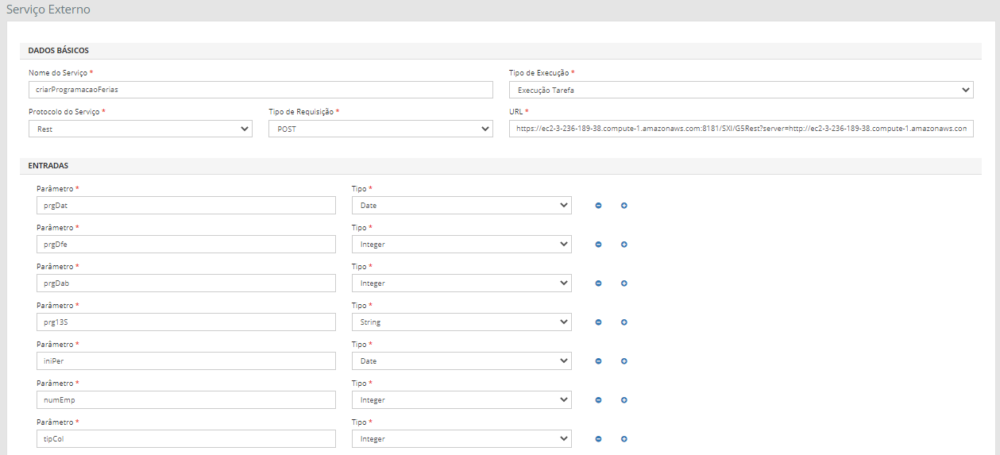 Serviço Externo
DADOS BÁSICOS
Nome do Serviço * Tipo de Execução *
criarProgramacaoFerias Execução Tarefa
Protocolo do Serviço * Tipo de Requisição * URL *
Rest POST https://ec2-3-236-189-38.compute-1.amazonaws.com:8181/SXI/G5Rest?server=http://ec2-3-236-189-38.compute-1.amazonaws.com
ENTRADAS
Parâmetro * Tipo *
prgDat Date
Parâmetro * Tipo *
prgDfe Integer
Parâmetro * Tipo *
prgDab Integer
Parâmetro * Tipo *
prg13S String
Parâmetro * Tipo *
iniPer Date
Parâmetro * Tipo *
numEmp Integer
Parâmetro * Tipo *
tipCol Integer